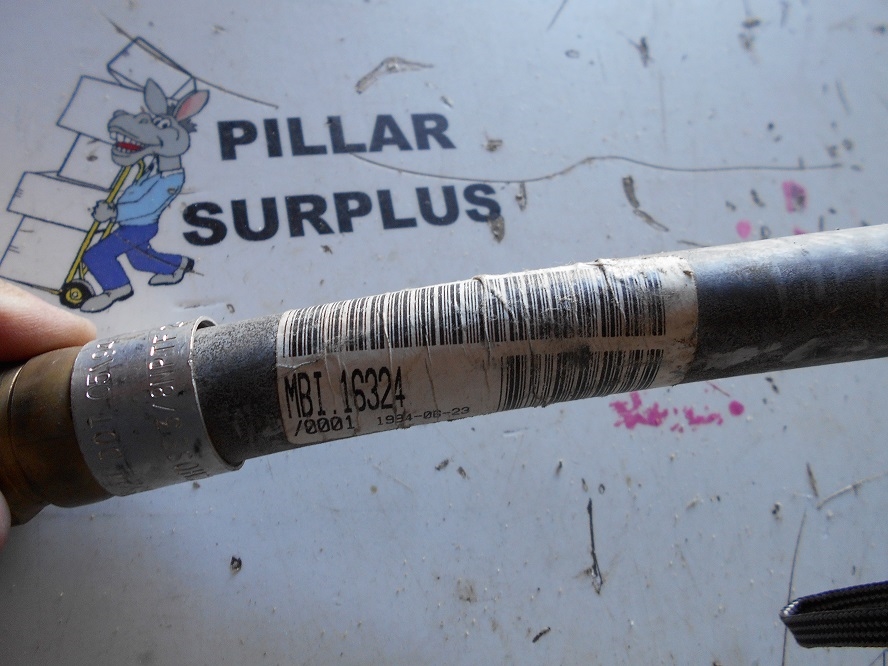 PILLAR
SURPLUS
MBI.16324
/0001 1994-06-23